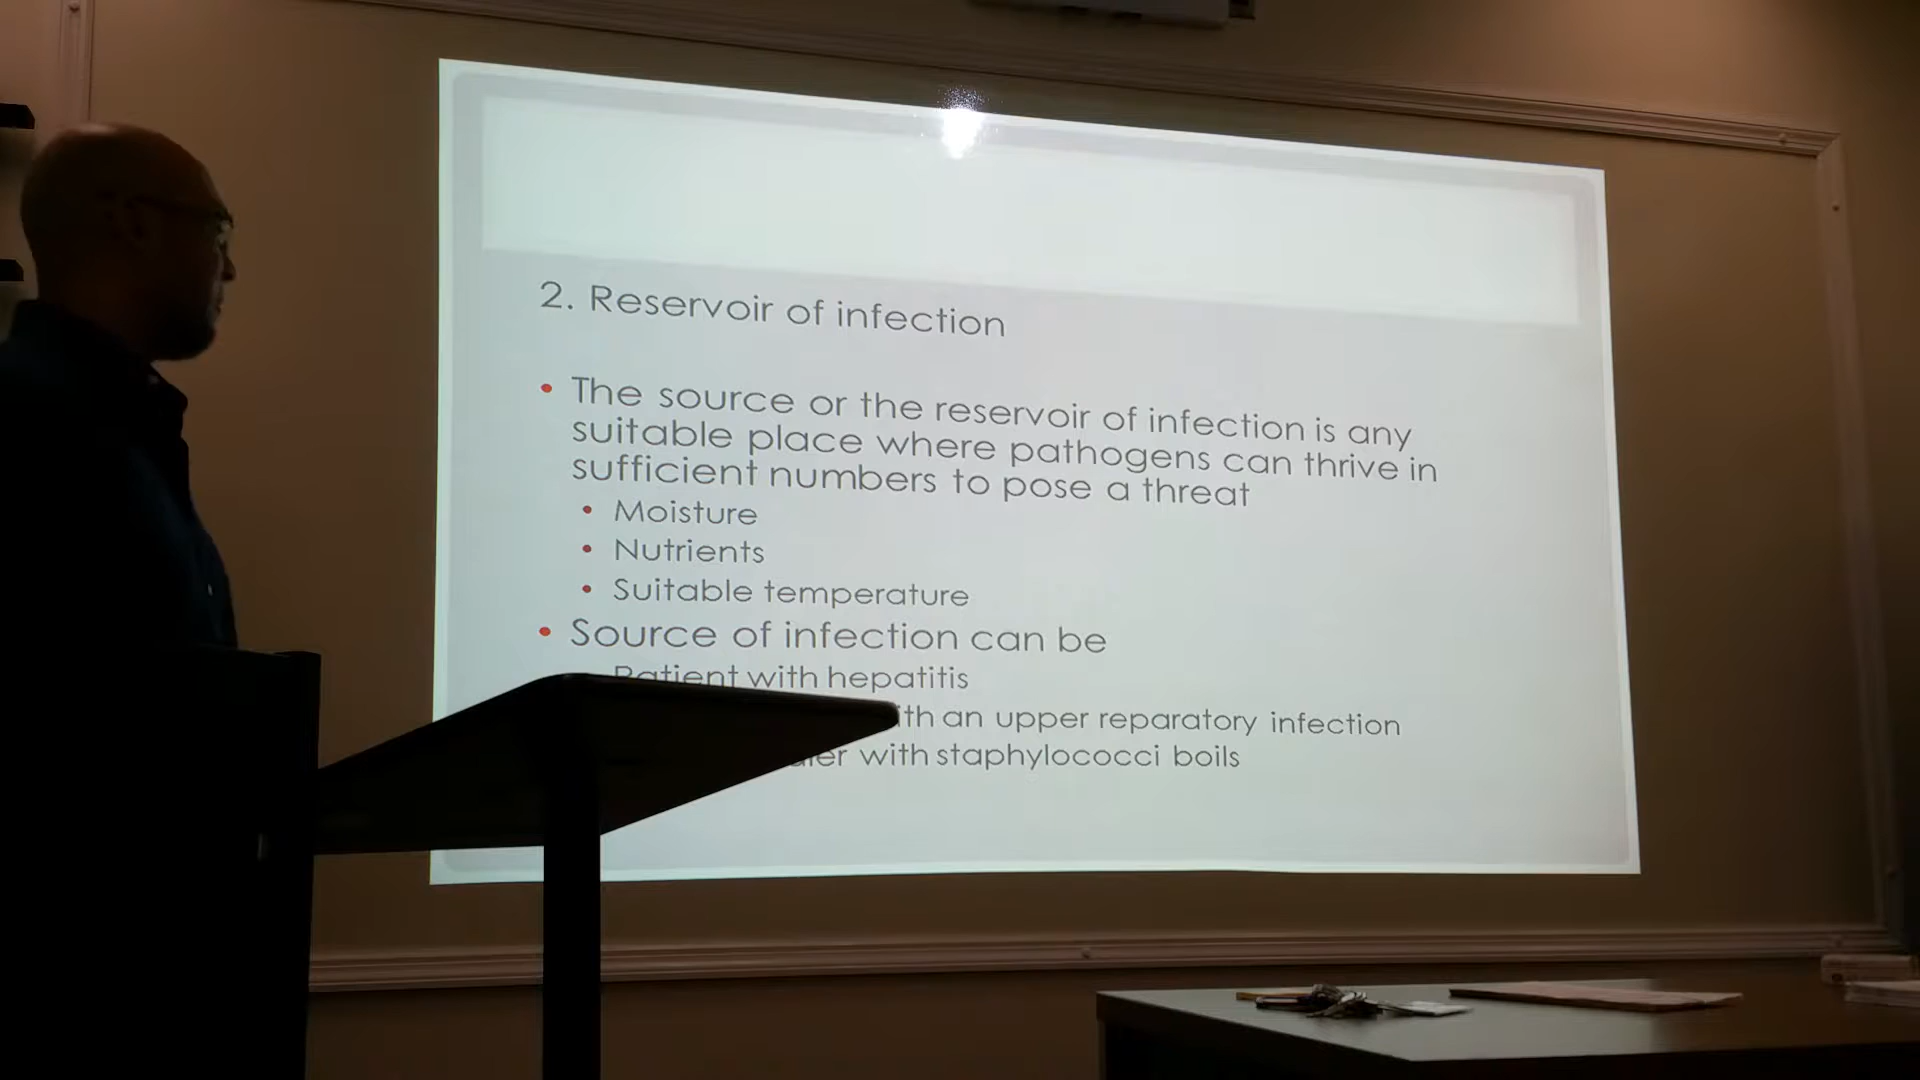 2. Reservoir of infection
• The source or the reservoir of infection is any
suitable place where pathogens can thrive in
sufficient numbers to pose a threat
• Moisture
• Nutrients
• Suitable temperature
• Source of infection can be
Patient with hepatitis
an upper reparatory infection
with staphylococci boils